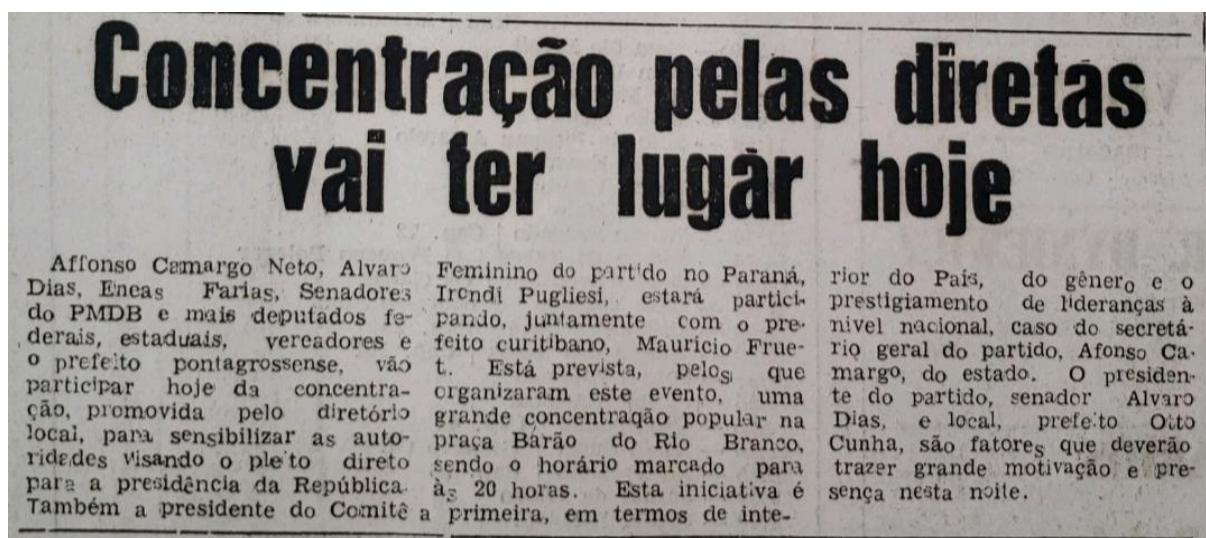 Concentração pelas diretas
vai ter lugar hoje
Affonso Camargo Neto, Alvaro
Dias, Eneas Farias, Senadores
do PMDB e mais deputados fe-
derais, estaduais, vereadores e
o prefeito pontagrossense, vão
participar hoje da concentra-
ção, promovida pelo diretório
local, para sensibilizar as auto-
ridades visando o pleito direto
para a presidência da República.
Também a presidente do Comitê
Feminino do partido no Paraná,
Irondi Pugliesi, estará partici-
pando, juntamente com o pre-
feito curitibano, Mauricio Frue-
t. Está prevista, pelos que
organizaram este evento, uma
grande concentração popular na
praça Bàrão do Rio Branco,
sendo o horário marcado para
às 20 horas. Esta iniciativa é
a primeira, em termos de inte-
rior do País, do gênero e o
prestigiamento de lideranças à
nivel nacional, caso do secretá-
rio geral do partido, Afonso Ca-
margo, do estado. O presiden-
te do partido, senador Alvaro
Dias, e local, prefeito Otto
Cunha, são fatores que deverão
trazer grande motivação e pre-
sença nesta noite.